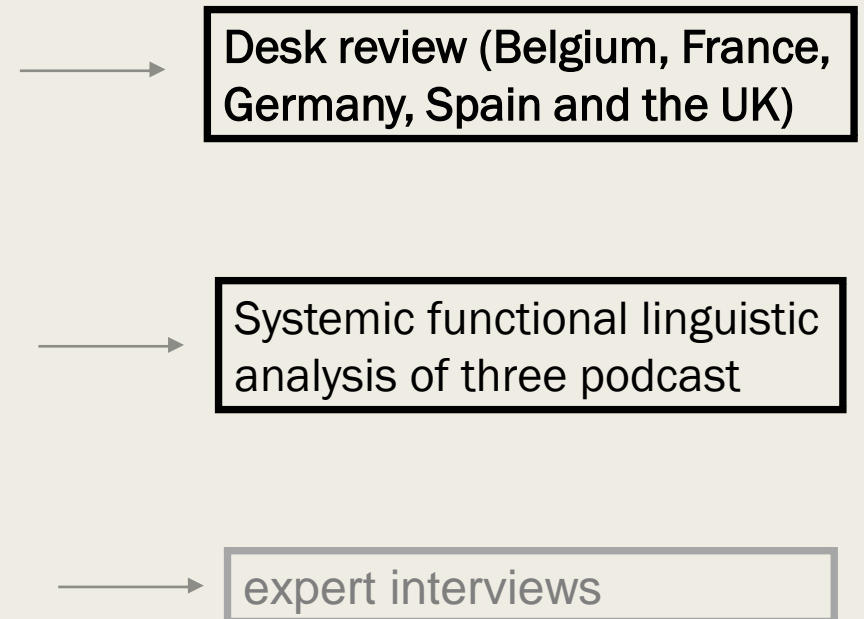 Desk review (Belgium, France,
Germany, Spain and the UK)
Systemic functional linguistic
analysis of three podcast
expert interviews